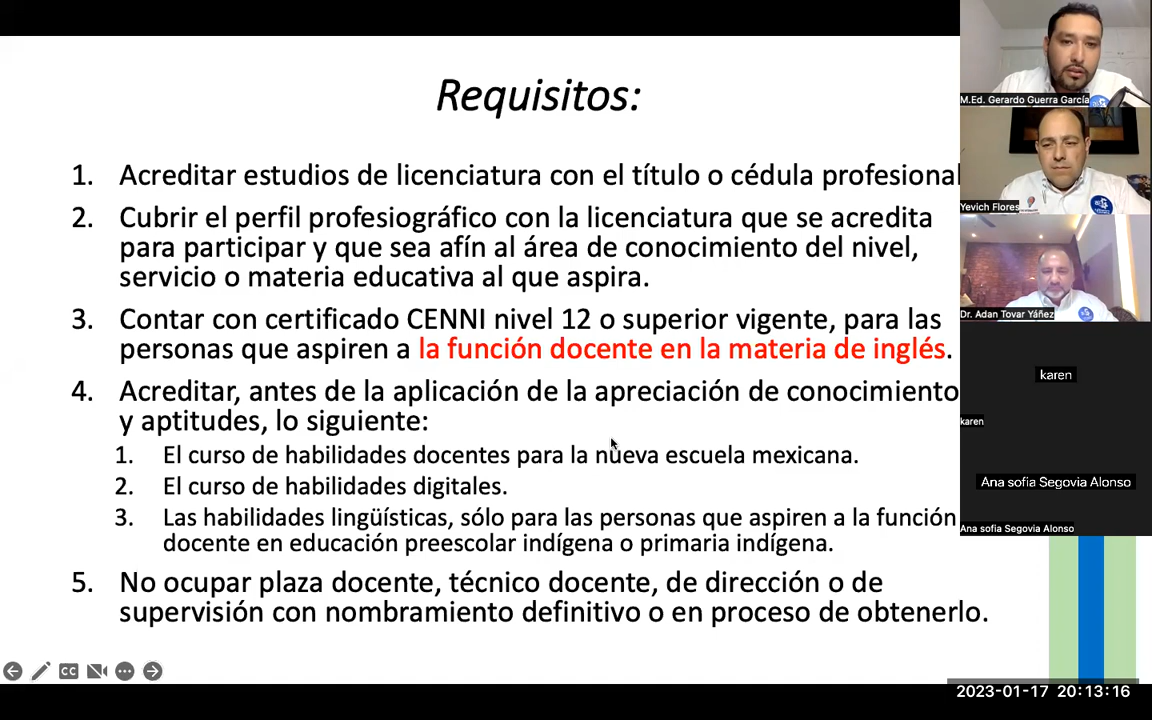 Requisitos:
1. Acreditar estudios de licenciatura con el título o cédula profesional
2. Cubrir el perfil profesiográfico con la licenciatura que se acredita
para participar y que sea afín al área de conocimiento del nivel,
servicio o materia educativa al que aspira.
3. Contar con certificado CENNI nivel 12 o superior vigente, para las
personas que aspiren a la función docente en la materia de inglés.
4. Acreditar, antes de la aplicación de la apreciación de conocimiento
y aptitudes, lo siguiente:
1. El curso de habilidades docentes para la nueva escuela mexicana.
2. El curso de habilidades digitales.
3. Las habilidades lingüísticas, sólo para las personas que aspiren a la función
docente en educación preescolar indígena o primaria indígena.
5. No ocupar plaza docente, técnico docente, de dirección o de
supervisión con nombramiento definitivo o en proceso de obtenerlo.
M.Ed. Gerardo Guerra García
Yevich Flores
Dr. Adan Tovar Yáñez
karen
karen
Ana sofia Segovia Alonso
Ana sofia Segovia Alonso
CC
2023-01-17 20:13:16